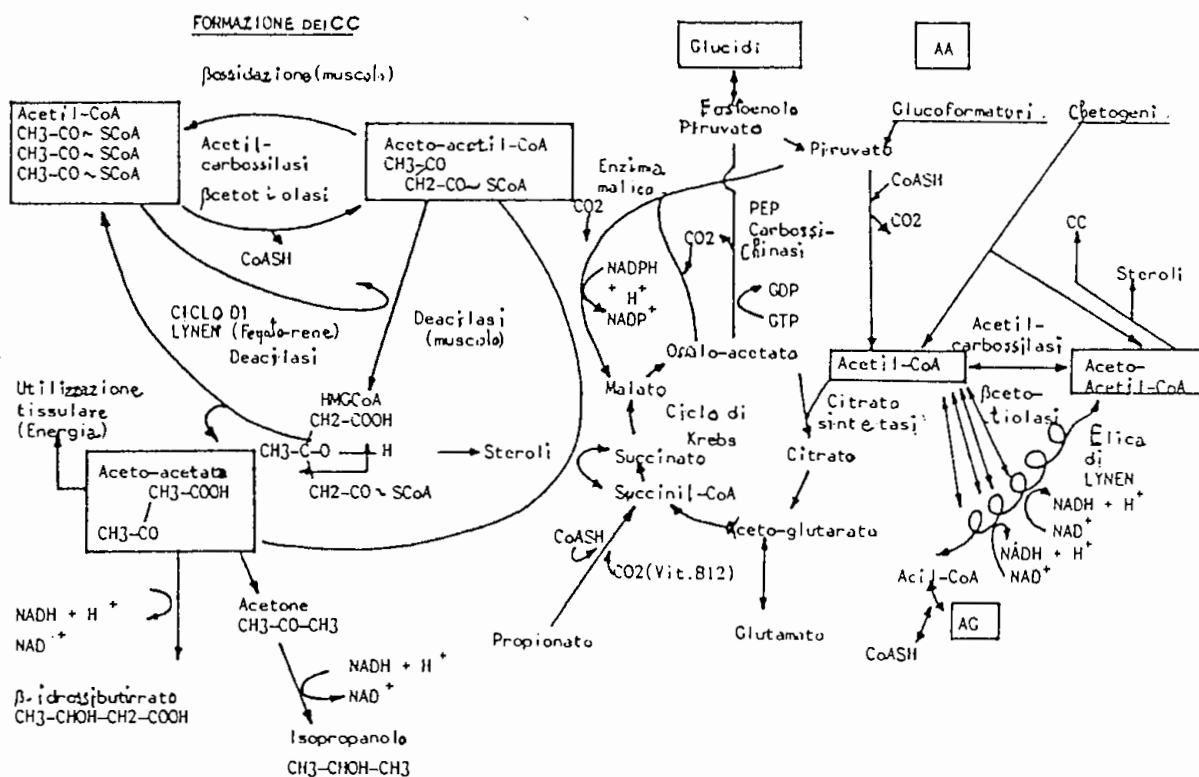 FORMAZIONE DEI CC
βossidazione (muscolo)
Acetil-CoA
CH3-CO ~ SCoA
CH3-CO ~ SCoA
CH3-CO ~ SCoA
Acetil-
carbossilasi
βcetotiolasi
CoASH
Aceto-acetil-CoA
CH3-CO
CH2-CO ~ SCoA
CICLO DI
LYNEN (Fegato-rene)
Deacilasi
Deacilasi
(muscolo)
Utilizzazione
tissulare
(Energia)
HMGCoA
CH2-COOH
CH3-C-O — H
CH2-CO ~ SCoA
Steroli
Aceto-acetato
CH3-COOH
CH3-CO
NADH + H +
NAD +
β-idrossibutirrato
CH3-CHOH-CH2-COOH
Acetone
CH3-CO-CH3
NADH + H +
NAD +
Isopropanolo
CH3-CHOH-CH3
Glucidi
Fosfoenolo
Piruvato
AA
Glucoformatori.
Chetogeni.
Piruvato
Enzima
malico
CO2
CoASH
CO2
NADPH
+ H+
NADP+
CO2
PEP
Carbossi-
Chinasi
GDP
GTP
CC
Steroli
Ossalo-acetato
Malato
Ciclo di
Krebs
Succinato
Succinil-CoA
Citrato
sintetasi
Citrato
Aceto-glutarato
Glutamato
CoASH
CO2(Vit.812)
Propionato
Acetil-CoA
Acetil-
carbossilasi
βceto-
tiolasi
Aceto-
Acetil-CoA
Elica
di
LYNEN
NADH + H+
NAD+
NADH + H+
NAD+
Acil-CoA
CoASH
AG